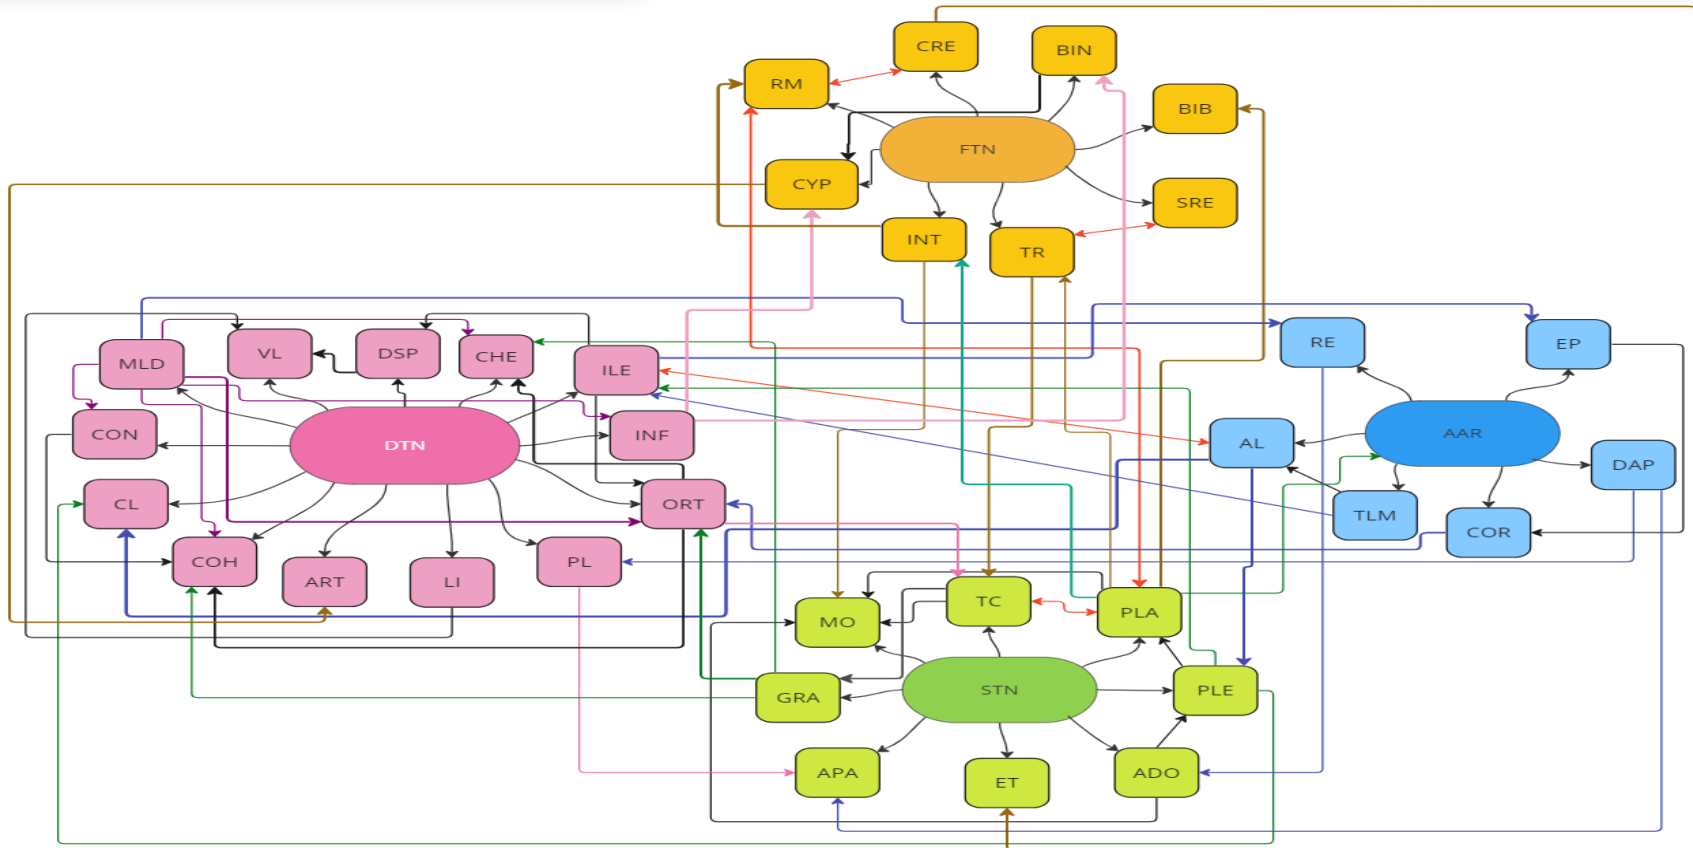 CRE
BIN
RM
BIB
FTN
CYP
SRE
INT
TR
MLD
VL
DSP
CHE
ILE
RE
EP
CON
DTN
INF
AL
AAR
DAP
CL
ORT
TLM
COR
COH
ART
LI
PL
MO
TC
PLA
GRA
STN
PLE
APA
ET
ADO